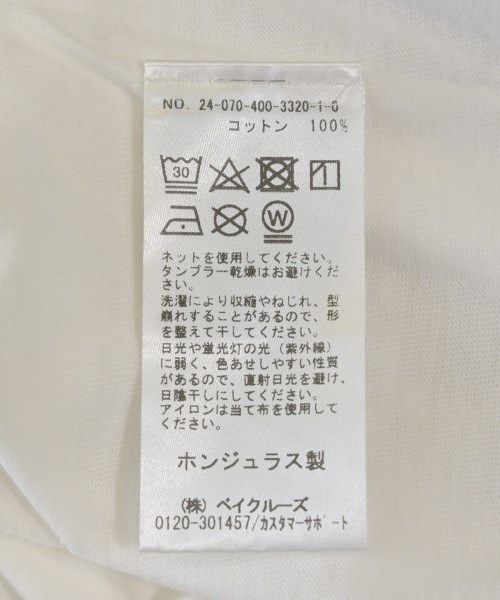 NO. 24-070-400-3320-1-0
コットン 100%
30
W
ネットを使用してください。
タンブラー乾燥はお避けくだ
さい。
洗濯により収縮やねじれ、型
崩れすることがあるので、形
を整えて干してください。
日光や蛍光灯の光（紫外線）
に弱く、色あせしやすい性質
があるので、直射日光を避け、
日陰干しにしてください。
アイロンは当て布を使用して
ください。
ホンジュラス製
（株）ベイクルーズ
0120-301457/カスタマーサポート